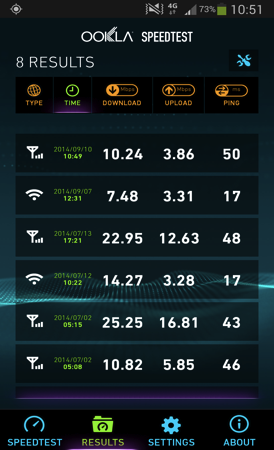 4G 73% 10:51
OOKLA SPEEDTEST
8 RESULTS
TYPE TIME Mbps DOWNLOAD Mbps UPLOAD ms PING
2014/09/10 10:49 10.24 3.86 50
2014/09/07 12:31 7.48 3.31 17
2014/07/13 17:21 22.95 12.63 48
2014/07/12 10:22 14.27 3.28 17
2014/07/02 05:15 25.25 16.81 43
2014/07/02 05:08 10.82 5.85 46
SPEEDTEST RESULTS SETTINGS ABOUT